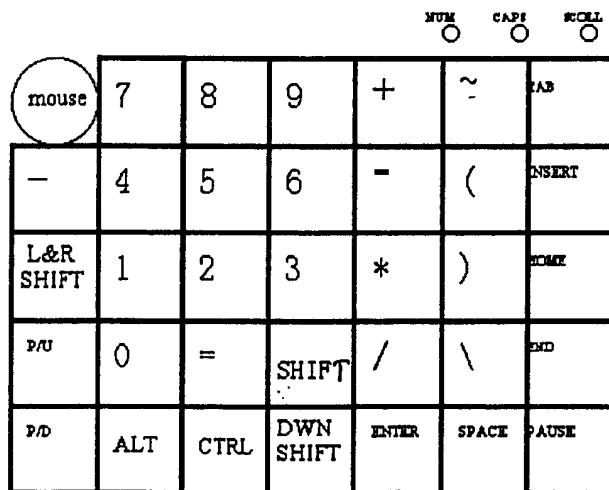 NUM CAPS SCOLL
mouse 7 8 9 + ~ TAB
- 4 5 6 - ( INSERT
L&R
SHIFT 1 2 3 * ) HOME
P/U 0 = SHIFT / \ END
P/D ALT CTRL DWN
SHIFT ENTER SPACE PAUSE